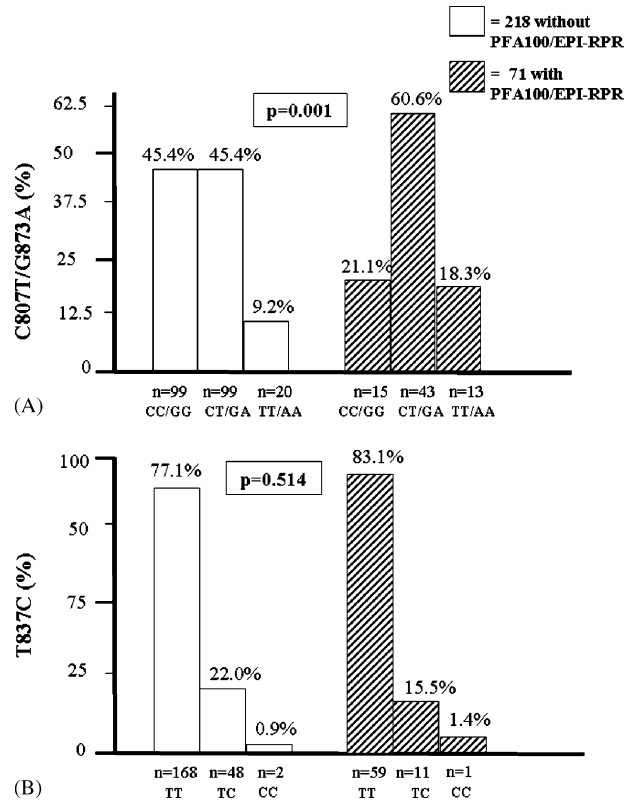 = 218 without
PFA100/EPI-RPR
= 71 with
PFA100/EPI-RPR
p=0.001
62.5
50
37.5
25
12.5
0
C807T/G873A (%)
45.4%
45.4%
9.2%
21.1%
60.6%
18.3%
n=99
n=99
n=20
n=15
n=43
n=13
CC/GG
CT/GA
TT/AA
CC/GG
CT/GA
TT/AA
(A)
p=0.514
100
50
75
25
0
T837C (%)
77.1%
22.0%
0.9%
83.1%
15.5%
1.4%
n=168
n=48
n=2
n=59
n=11
n=1
TT
TC
CC
TT
TC
CC
(B)